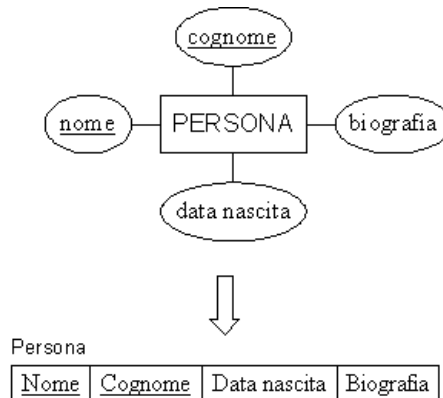 cognome
nome
PERSONA
biografia
data nascita
Persona
Nome
Cognome
Data nascita
Biografia